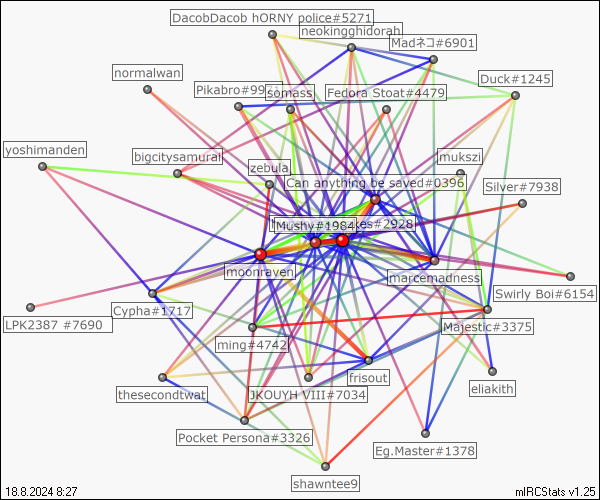 DacobDacob hORNY police#5271
neokingghidorah
Madネコ#6901
normalwan
Duck#1245
Pikabro#99
somass
Fedora Stoat#4479
yoshimanden
bigcitysamurai
zebula
mukszi
Can anything be saved#0396
Silver#7938
Mushy#1984
es#2928
moonraven
marcemadness
Swirly Boi#6154
LPK2387 #7690
Cypha#1717
Majestic#3375
ming#4742
frisout
thesecondtwat
JKOUYH VIII#7034
eliakith
Pocket Persona#3326
Eg.Master#1378
shawntee9
18.8.2024 8:27
mIRCStats v1.25